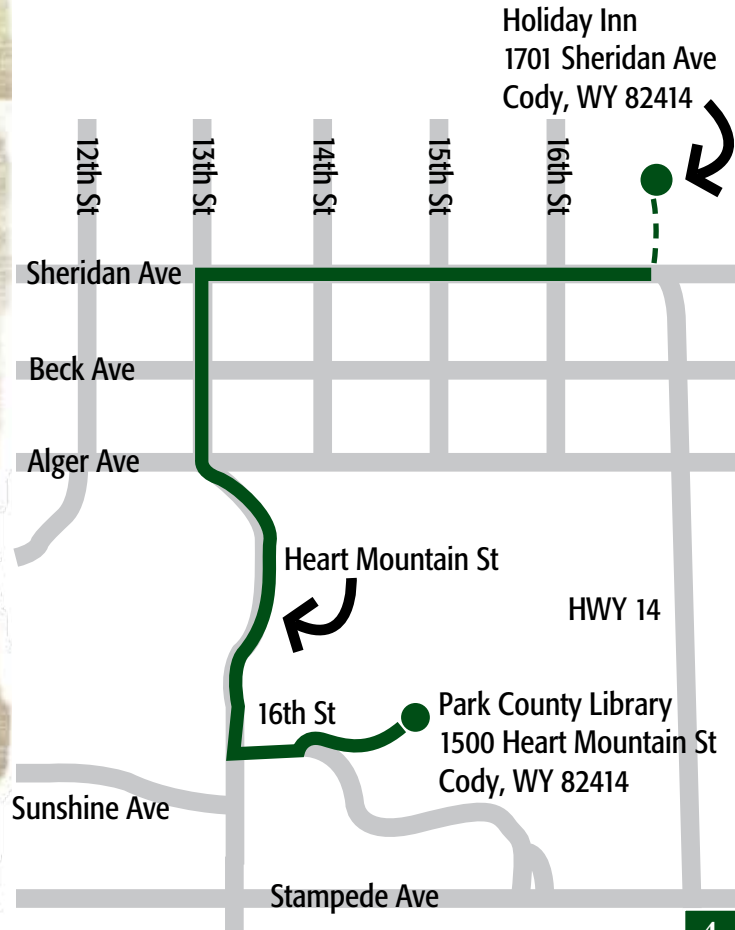 Holiday Inn
1701 Sheridan Ave
Cody, WY 82414
12th St
13th St
14th St
15th St
16th St
Sheridan Ave
Beck Ave
Alger Ave
Heart Mountain St
HWY 14
16th St
Park County Library
1500 Heart Mountain St
Cody, WY 82414
Sunshine Ave
Stampede Ave
4